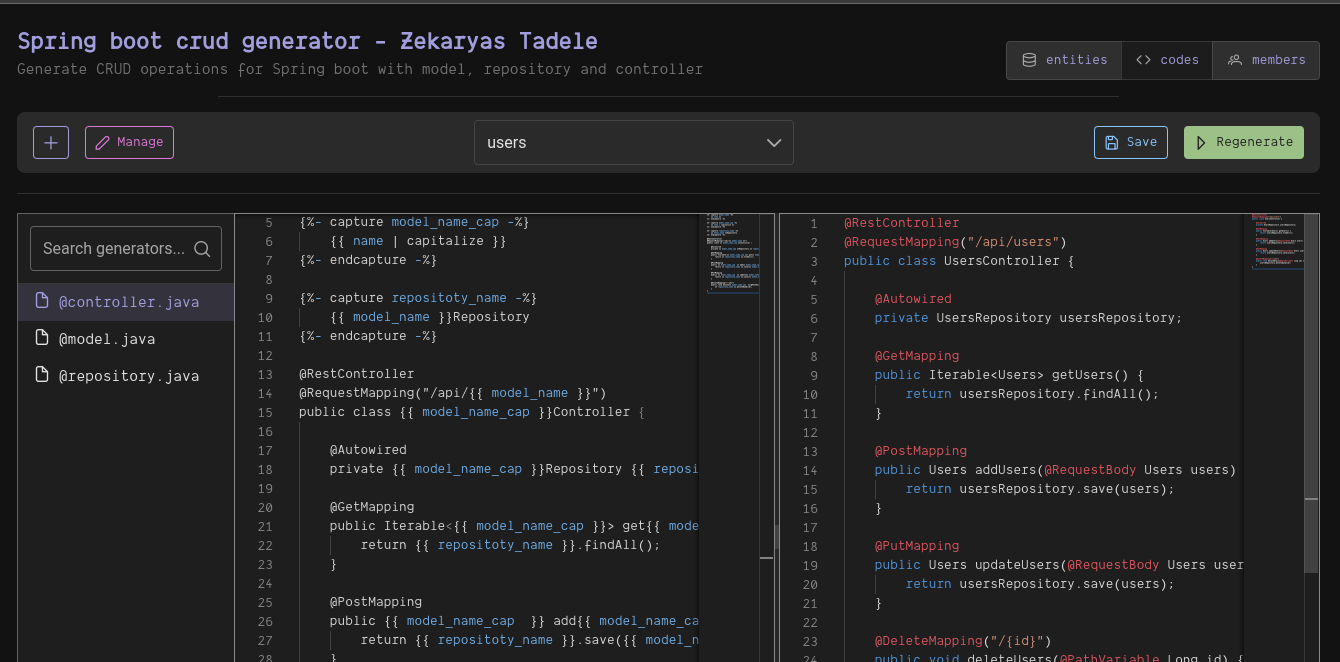 Spring boot crud generator - Zekaryas Tadele
Generate CRUD operations for Spring boot with model, repository and controller
entities
codes
members
Manage
users
Save
Regenerate
Search generators...
@controller.java
@model.java
@repository.java
5 {%- capture model_name_cap -%}
6 {{ name | capitalize }}
7 {%- endcapture -%}
8
9 {%- capture repositoty_name -%}
10 {{ model_name }}Repository
11 {%- endcapture -%}
12
13 @RestController
14 @RequestMapping("/api/{{ model_name }}")
15 public class {{ model_name_cap }}Controller {
16
17 @Autowired
18 private {{ model_name_cap }}Repository {{ reposi
19
20 @GetMapping
21 public Iterable<{{ model_name_cap }}> get{{ mode
22 return {{ repositoty_name }}.findAll();
23 }
24
25 @PostMapping
26 public {{ model_name_cap  }} add{{ model_name_ca
27 return {{ repositoty_name }}.save({{ model_n
28 }
1 @RestController
2 @RequestMapping("/api/users")
3 public class UsersController {
4
5 @Autowired
6 private UsersRepository usersRepository;
7
8 @GetMapping
9 public Iterable<Users> getUsers() {
10 return usersRepository.findAll();
11 }
12
13 @PostMapping
14 public Users addUsers(@RequestBody Users users)
15 return usersRepository.save(users);
16 }
17
18 @PutMapping
19 public Users updateUsers(@RequestBody Users user
20 return usersRepository.save(users);
21 }
22
23 @DeleteMapping("/{id}")
24 public void deleteUsers(@PathVariable Long id) {